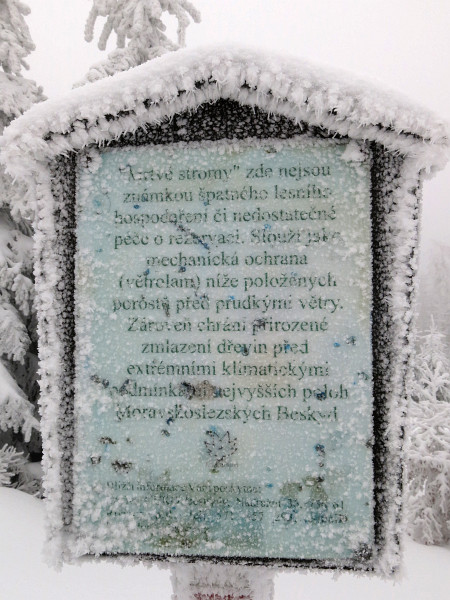 "Mrtvé stromy" zde nejsou
známkou špatného lesního
hospodaření či nedostatečné
péče o rezervaci. Slouží jako
mechanická ochrana
(větrolam) níže položených
porostů před prudkými větry.
Zároveň chrání přirozené
zmlazení dřevin před
extrémními klimatickými
podmínkami nejvyšších poloh
Moravskoslezských Beskyd